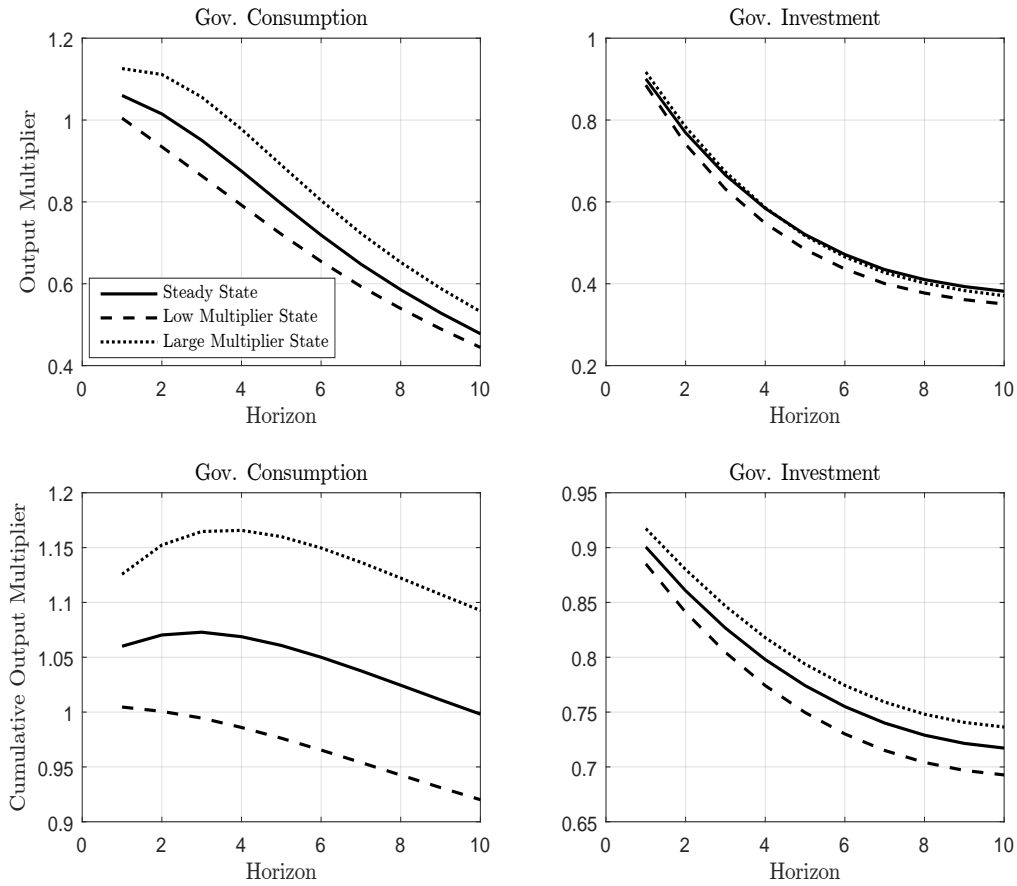 Gov. Consumption
Gov. Investment
Output Multiplier
1.2
1
0.8
0.6
0.4
Steady State
Low Multiplier State
Large Multiplier State
0 2 4 6 8 10
Horizon
1
0.8
0.6
0.4
0.2
0 2 4 6 8 10
Horizon
Gov. Consumption
Gov. Investment
Cumulative Output Multiplier
1.2
1.15
1.1
1.05
1
0.95
0.9
0 2 4 6 8 10
Horizon
0.95
0.9
0.85
0.8
0.75
0.7
0.65
0 2 4 6 8 10
Horizon